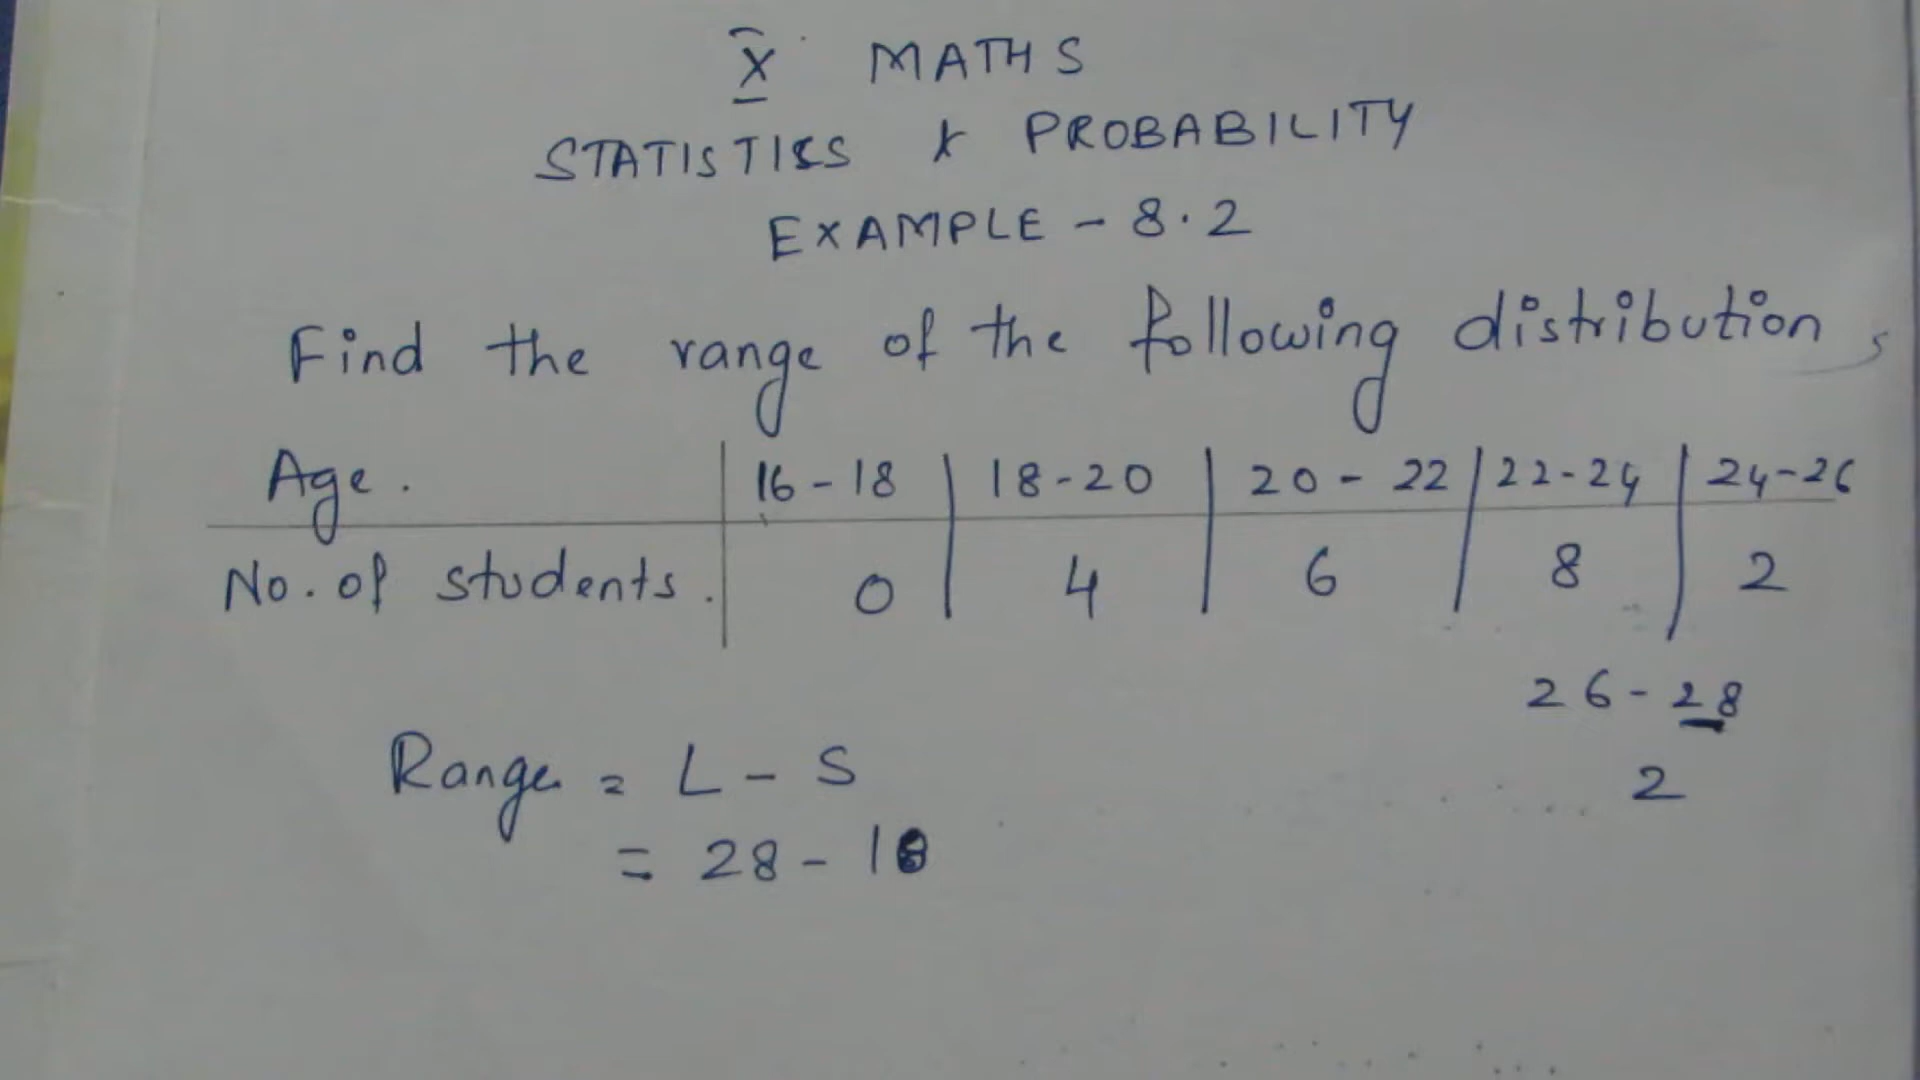 X MATHS
STATISTICS & PROBABILITY
EXAMPLE - 8.2
Find the range of the following distribution
Age. 16-18 18-20 20-22 22-24 24-26
No. of students. 0 4 6 8 2
26-28
2
Range = L - S
= 28 - 18